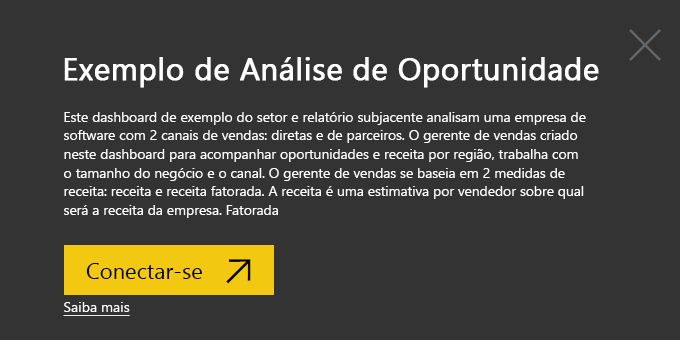 Exemplo de Análise de Oportunidade
Este dashboard de exemplo do setor e relatório subjacente analisam uma empresa de
software com 2 canais de vendas: diretas e de parceiros. O gerente de vendas criado
neste dashboard para acompanhar oportunidades e receita por região, trabalha com
o tamanho do negócio e o canal. O gerente de vendas se baseia em 2 medidas de
receita: receita e receita fatorada. A receita é uma estimativa por vendedor sobre qual
será a receita da empresa. Fatorada
Conectar-se
Saiba mais